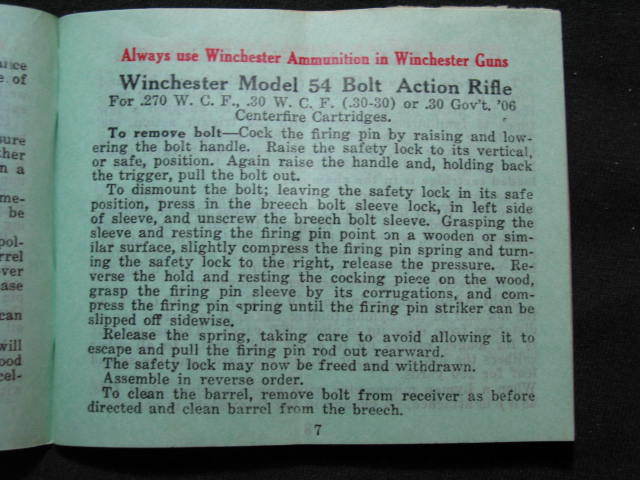 Always use Winchester Ammunition in Winchester Guns
Winchester Model 54 Bolt Action Rifle
For .270 W. C. F., .30 W. C. F. (.30-30) or .30 Gov't. '06
Centerfire Cartridges.
To remove bolt—Cock the firing pin by raising and low-
ering the bolt handle. Raise the safety lock to its vertical,
or safe, position. Again raise the handle and, holding back
the trigger, pull the bolt out.
To dismount the bolt; leaving the safety lock in its safe
position, press in the breech bolt sleeve lock, in left side
of sleeve, and unscrew the breech bolt sleeve. Grasping the
sleeve and resting the firing pin point on a wooden or sim-
ilar surface, slightly compress the firing pin spring and turn-
ing the safety lock to the right, release the pressure. Re-
verse the hold and resting the cocking piece on the wood,
grasp the firing pin sleeve by its corrugations, and com-
press the firing pin spring until the firing pin striker can be
slipped off sidewise.
Release the spring, taking care to avoid allowing it to
escape and pull the firing pin rod out rearward.
The safety lock may now be freed and withdrawn.
Assemble in reverse order.
To clean the barrel, remove bolt from receiver as before
directed and clean barrel from the breech.
7